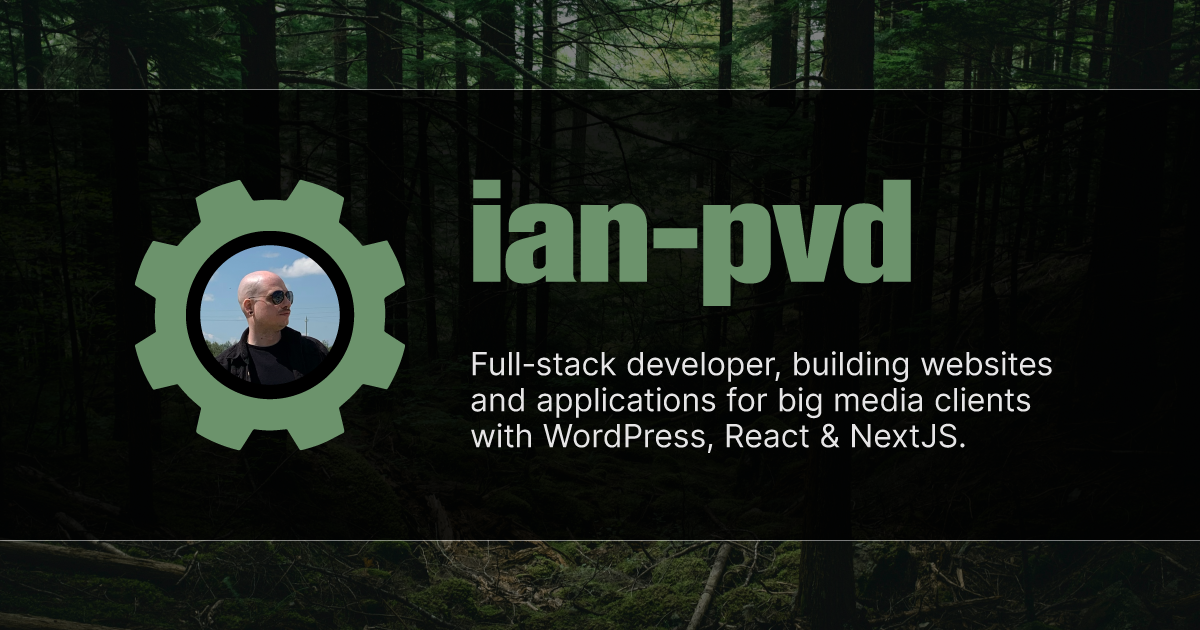 ian-pvd
Full-stack developer, building websites
and applications for big media clients
with WordPress, React & NextJS.